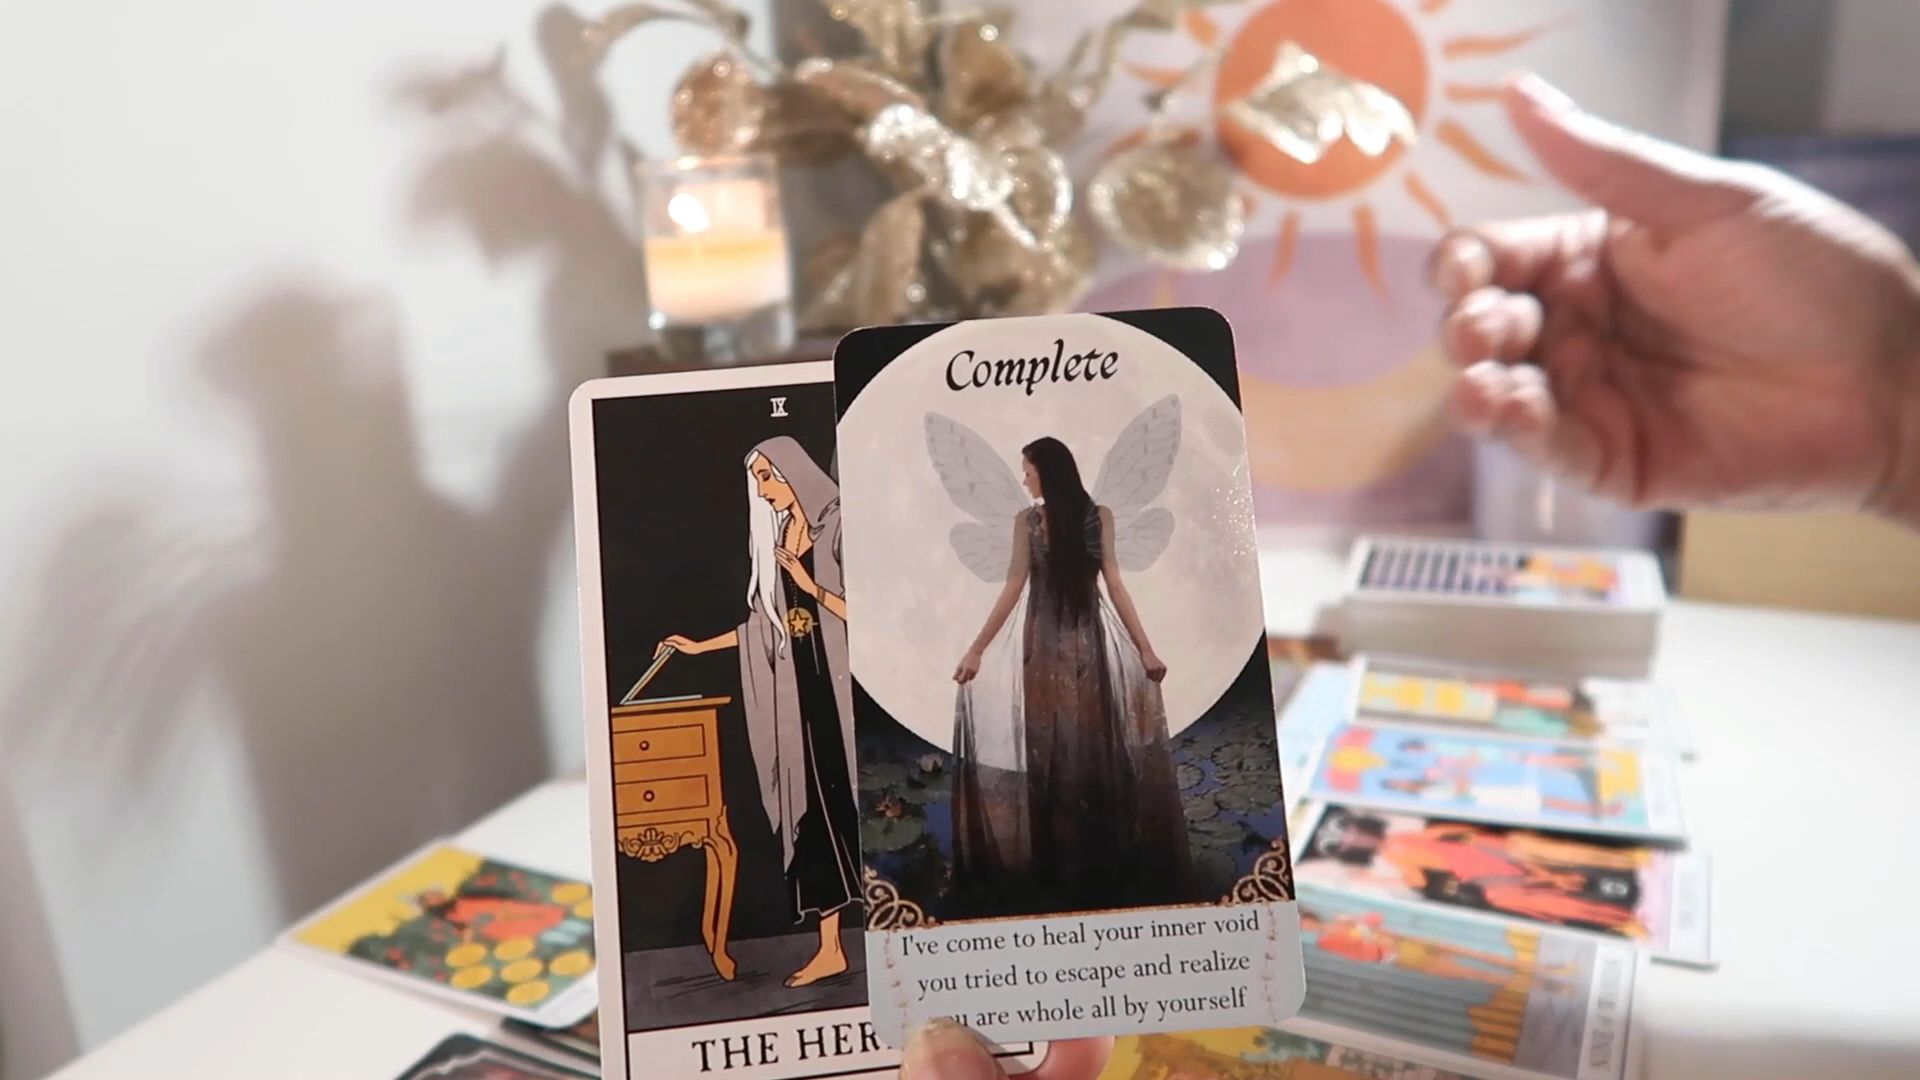 IX
THE HER
Complete
I've come to heal your inner void
you tried to escape and realize
are whole all by yourself